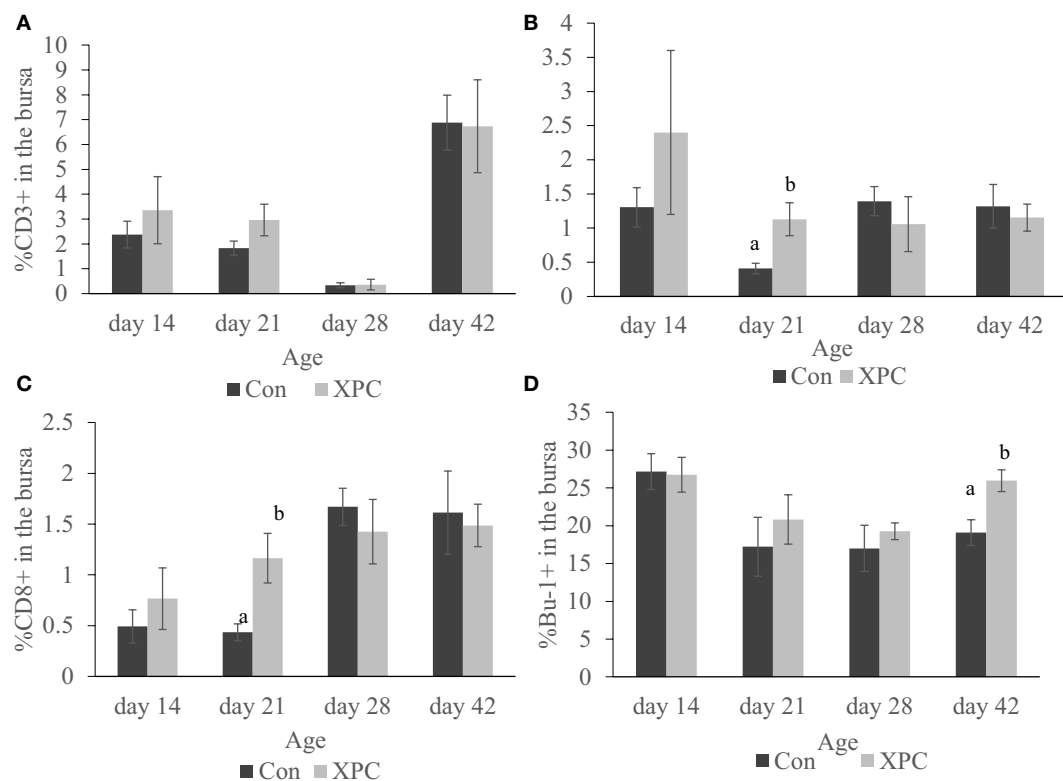 A
%CD3+ in the bursa
10
9
8
7
6
5
4
3
2
1
0
day 14 day 21 day 28 day 42
Age
Con XPC
B
4
3.5
3
2.5
2
1.5
1
0.5
0
a
b
day 14 day 21 day 28 day 42
Age
Con XPC
C
%CD8+ in the bursa
2.5
2
1.5
1
0.5
0
a
b
day 14 day 21 day 28 day 42
Age
Con XPC
D
%Bu-1+ in the bursa
35
30
25
20
15
10
5
0
a
b
day 14 day 21 day 28 day 42
Age
Con XPC